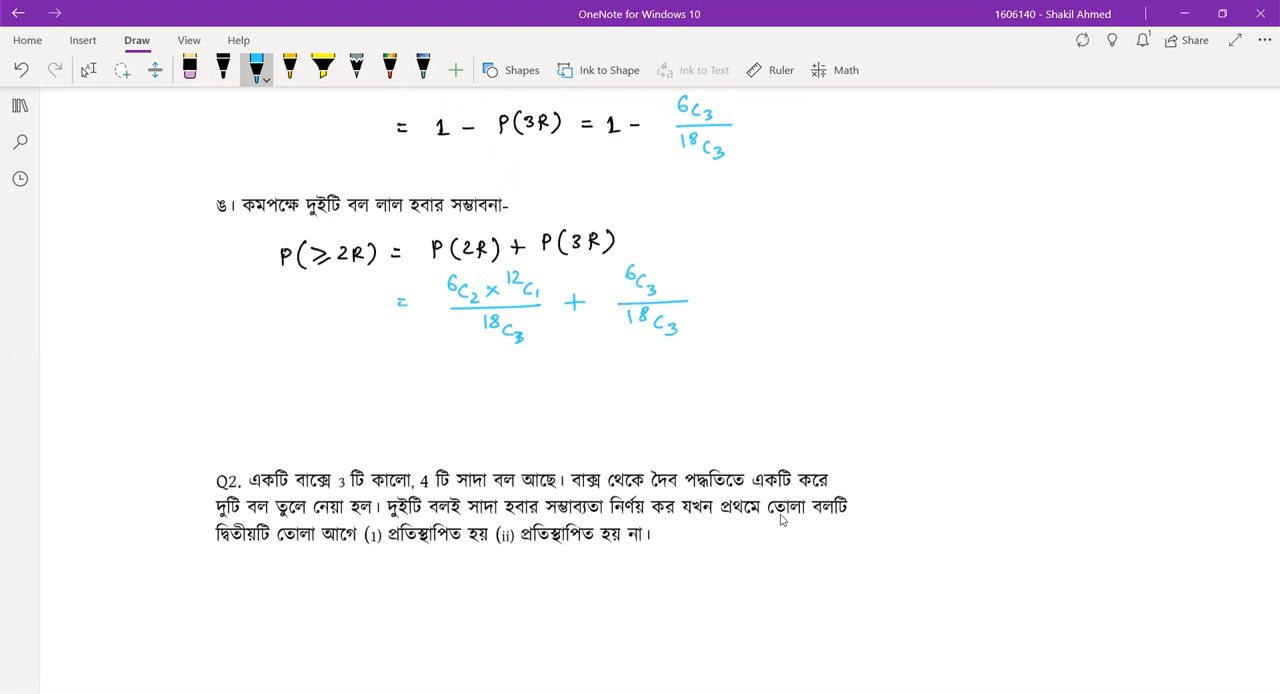 OneNote for Windows 10
1606140 - Shakil Ahmed
Home Insert Draw View Help
Share
Shapes Ink to Shape Ink to Text Ruler Math
= 1 - P(3R) = 1 - ⁶C₃ / ¹⁸C₃
ঙ। কমপক্ষে দুইটি বল লাল হবার সম্ভাবনা-
P(⩾2R) = P(2R) + P(3R)
= ⁶C₂ × ¹²C₁ / ¹⁸C₃ + ⁶C₃ / ¹⁸C₃
Q2. একটি বাক্সে 3 টি কালো, 4 টি সাদা বল আছে। বাক্স থেকে দৈব পদ্ধতিতে একটি করে
দুটি বল তুলে নেয়া হল। দুইটি বলই সাদা হবার সম্ভাব্যতা নির্ণয় কর যখন প্রথমে তোলা বলটি
দ্বিতীয়টি তোলা আগে (1) প্রতিস্থাপিত হয় (ii) প্রতিস্থাপিত হয় না।